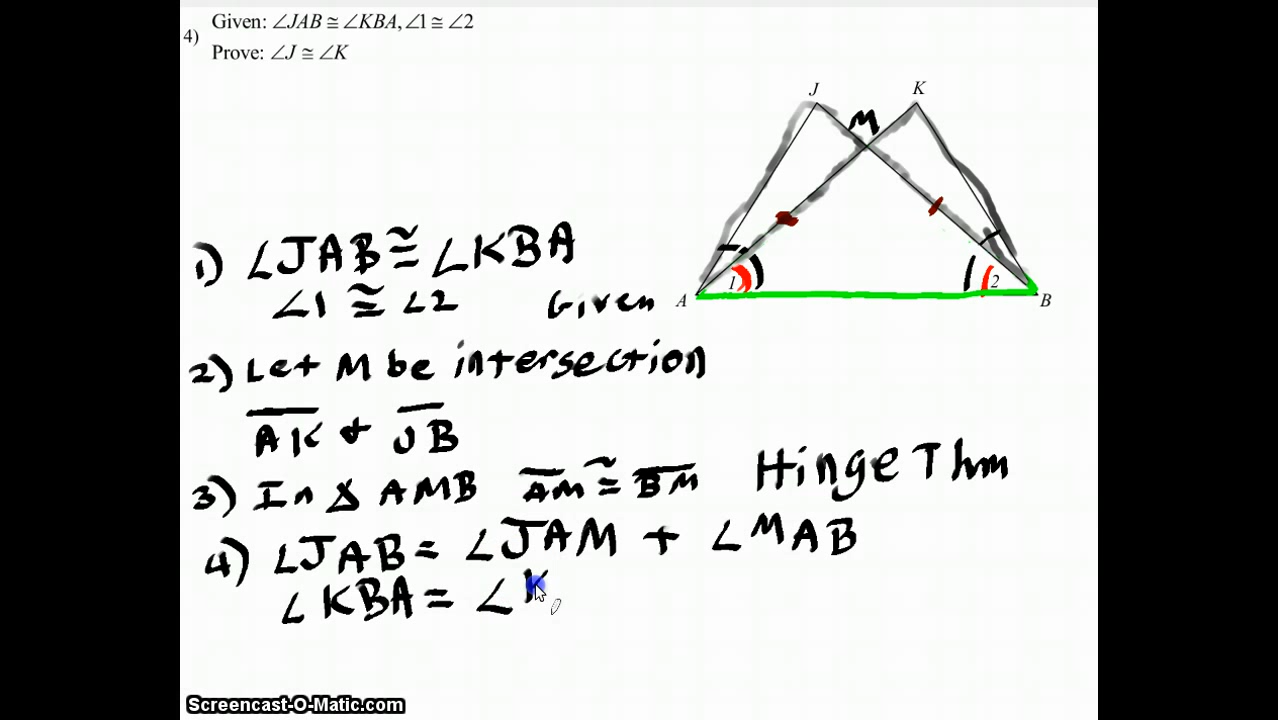 4) Given: ∠JAB ≅ ∠KBA, ∠1 ≅ ∠2
Prove: ∠J ≅ ∠K
J
K
M
1
2
A
B
1) ∠JAB ≅ ∠KBA
∠1 ≅ ∠2 Given
2) Let M be intersection
AK & JB
3) In △ AMB AM ≅ BM Hinge Thm
4) ∠JAB = ∠JAM + ∠MAB
∠KBA = ∠K
Screencast-O-Matic.com